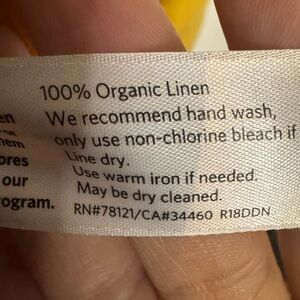 100% Organic Linen
We recommend hand wash,
only use non-chlorine bleach if
Line dry.
Use warm iron if needed.
May be dry cleaned.
RN#78121/CA#34460 R18DDN
our